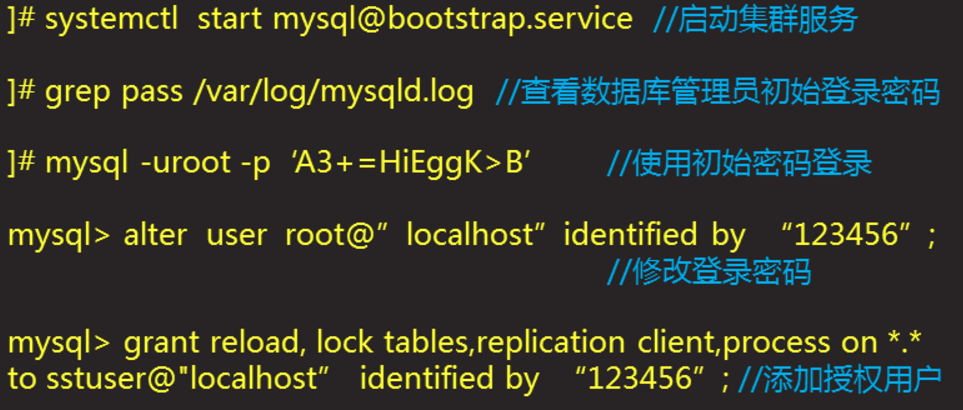 ]# systemctl  start mysql@bootstrap.service  //启动集群服务
]# grep pass /var/log/mysqld.log  //查看数据库管理员初始登录密码
]# mysql -uroot -p ‘A3+=HiEggK>B’  //使用初始密码登录
mysql> alter  user  root@” localhost” identified by  “123456” ;
//修改登录密码
mysql> grant reload, lock tables,replication client,process on *.*
to sstuser@"localhost”  identified by  “123456” ; //添加授权用户